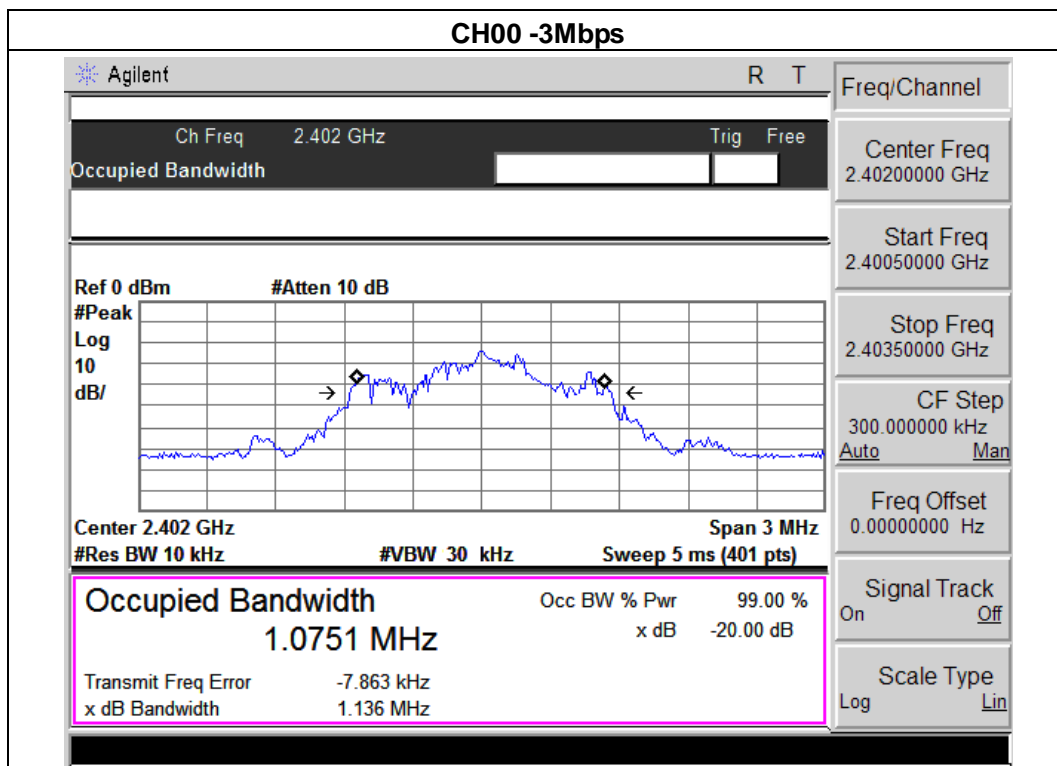 CH00 -3Mbps
Agilent R T
Ch Freq 2.402 GHz Trig Free
Occupied Bandwidth
Ref 0 dBm #Atten 10 dB
#Peak
Log
10
dB/
Center 2.402 GHz Span 3 MHz
#Res BW 10 kHz #VBW 30 kHz Sweep 5 ms (401 pts)
Occupied Bandwidth Occ BW % Pwr 99.00 %
1.0751 MHz x dB -20.00 dB
Transmit Freq Error -7.863 kHz
x dB Bandwidth 1.136 MHz
Freq/Channel
Center Freq
2.40200000 GHz
Start Freq
2.40050000 GHz
Stop Freq
2.40350000 GHz
CF Step
300.000000 kHz
Auto Man
Freq Offset
0.00000000 Hz
Signal Track
On Off
Scale Type
Log Lin